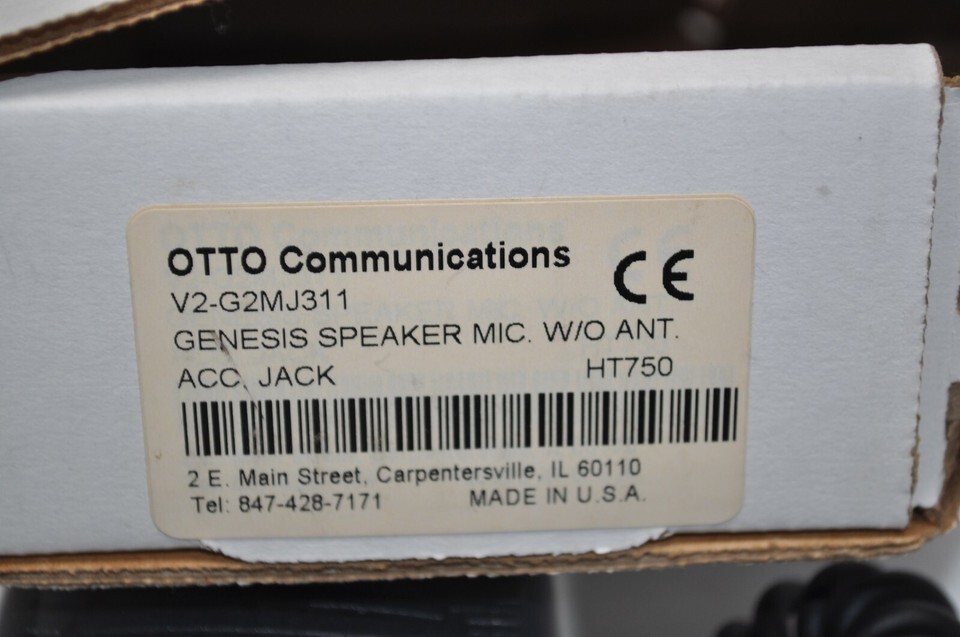 OTTO Communications CE
V2-G2MJ311
GENESIS SPEAKER MIC. W/O ANT.
ACC. JACK HT750
2 E. Main Street, Carpentersville, IL 60110
Tel: 847-428-7171 MADE IN U.S.A.